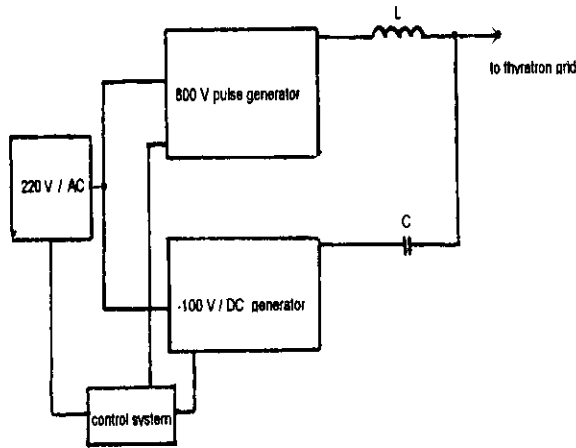 L
to thyratron grid
800 V pulse generator
220 V / AC
C
-100 V / DC generator
control system